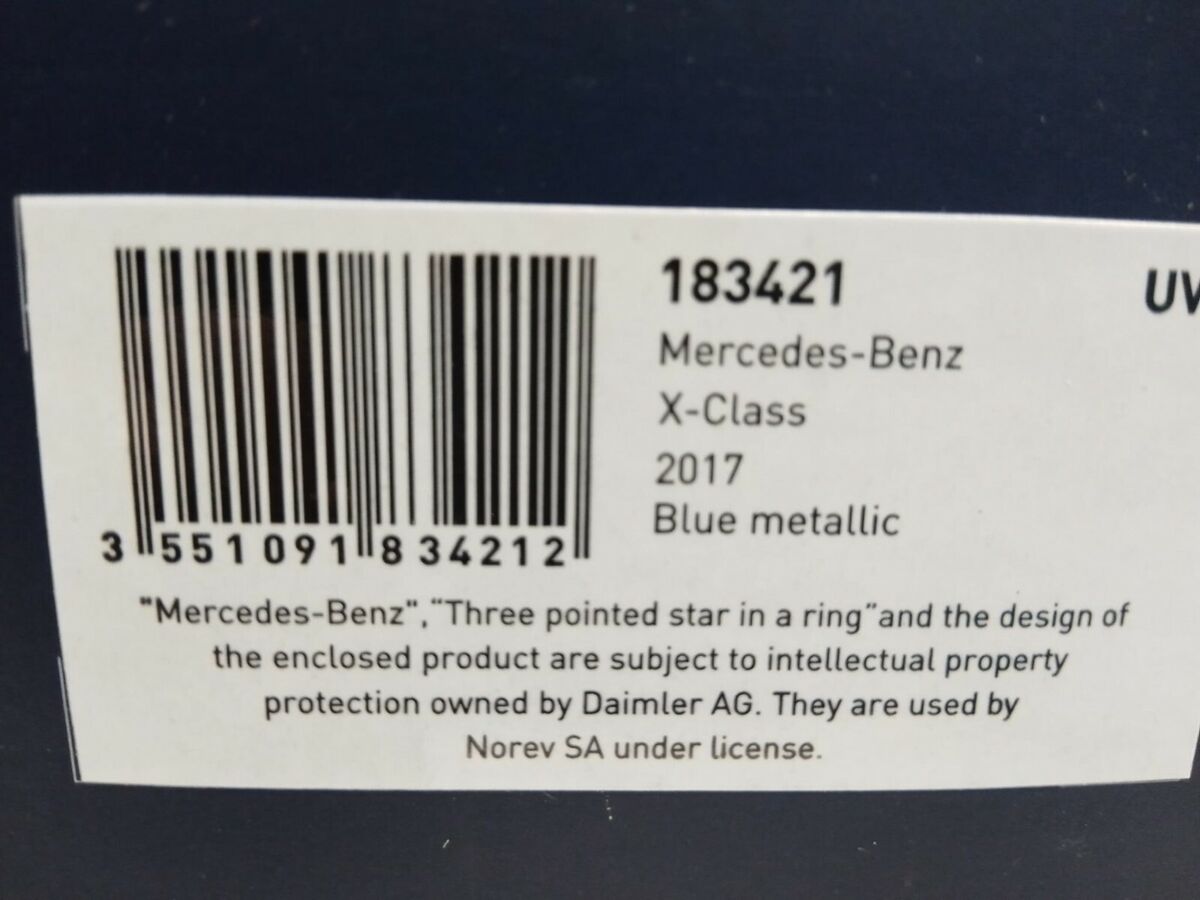 183421
UV
Mercedes-Benz
X-Class
2017
Blue metallic
3 551091 834212
"Mercedes-Benz","Three pointed star in a ring"and the design of
the enclosed product are subject to intellectual property
protection owned by Daimler AG. They are used by
Norev SA under license.